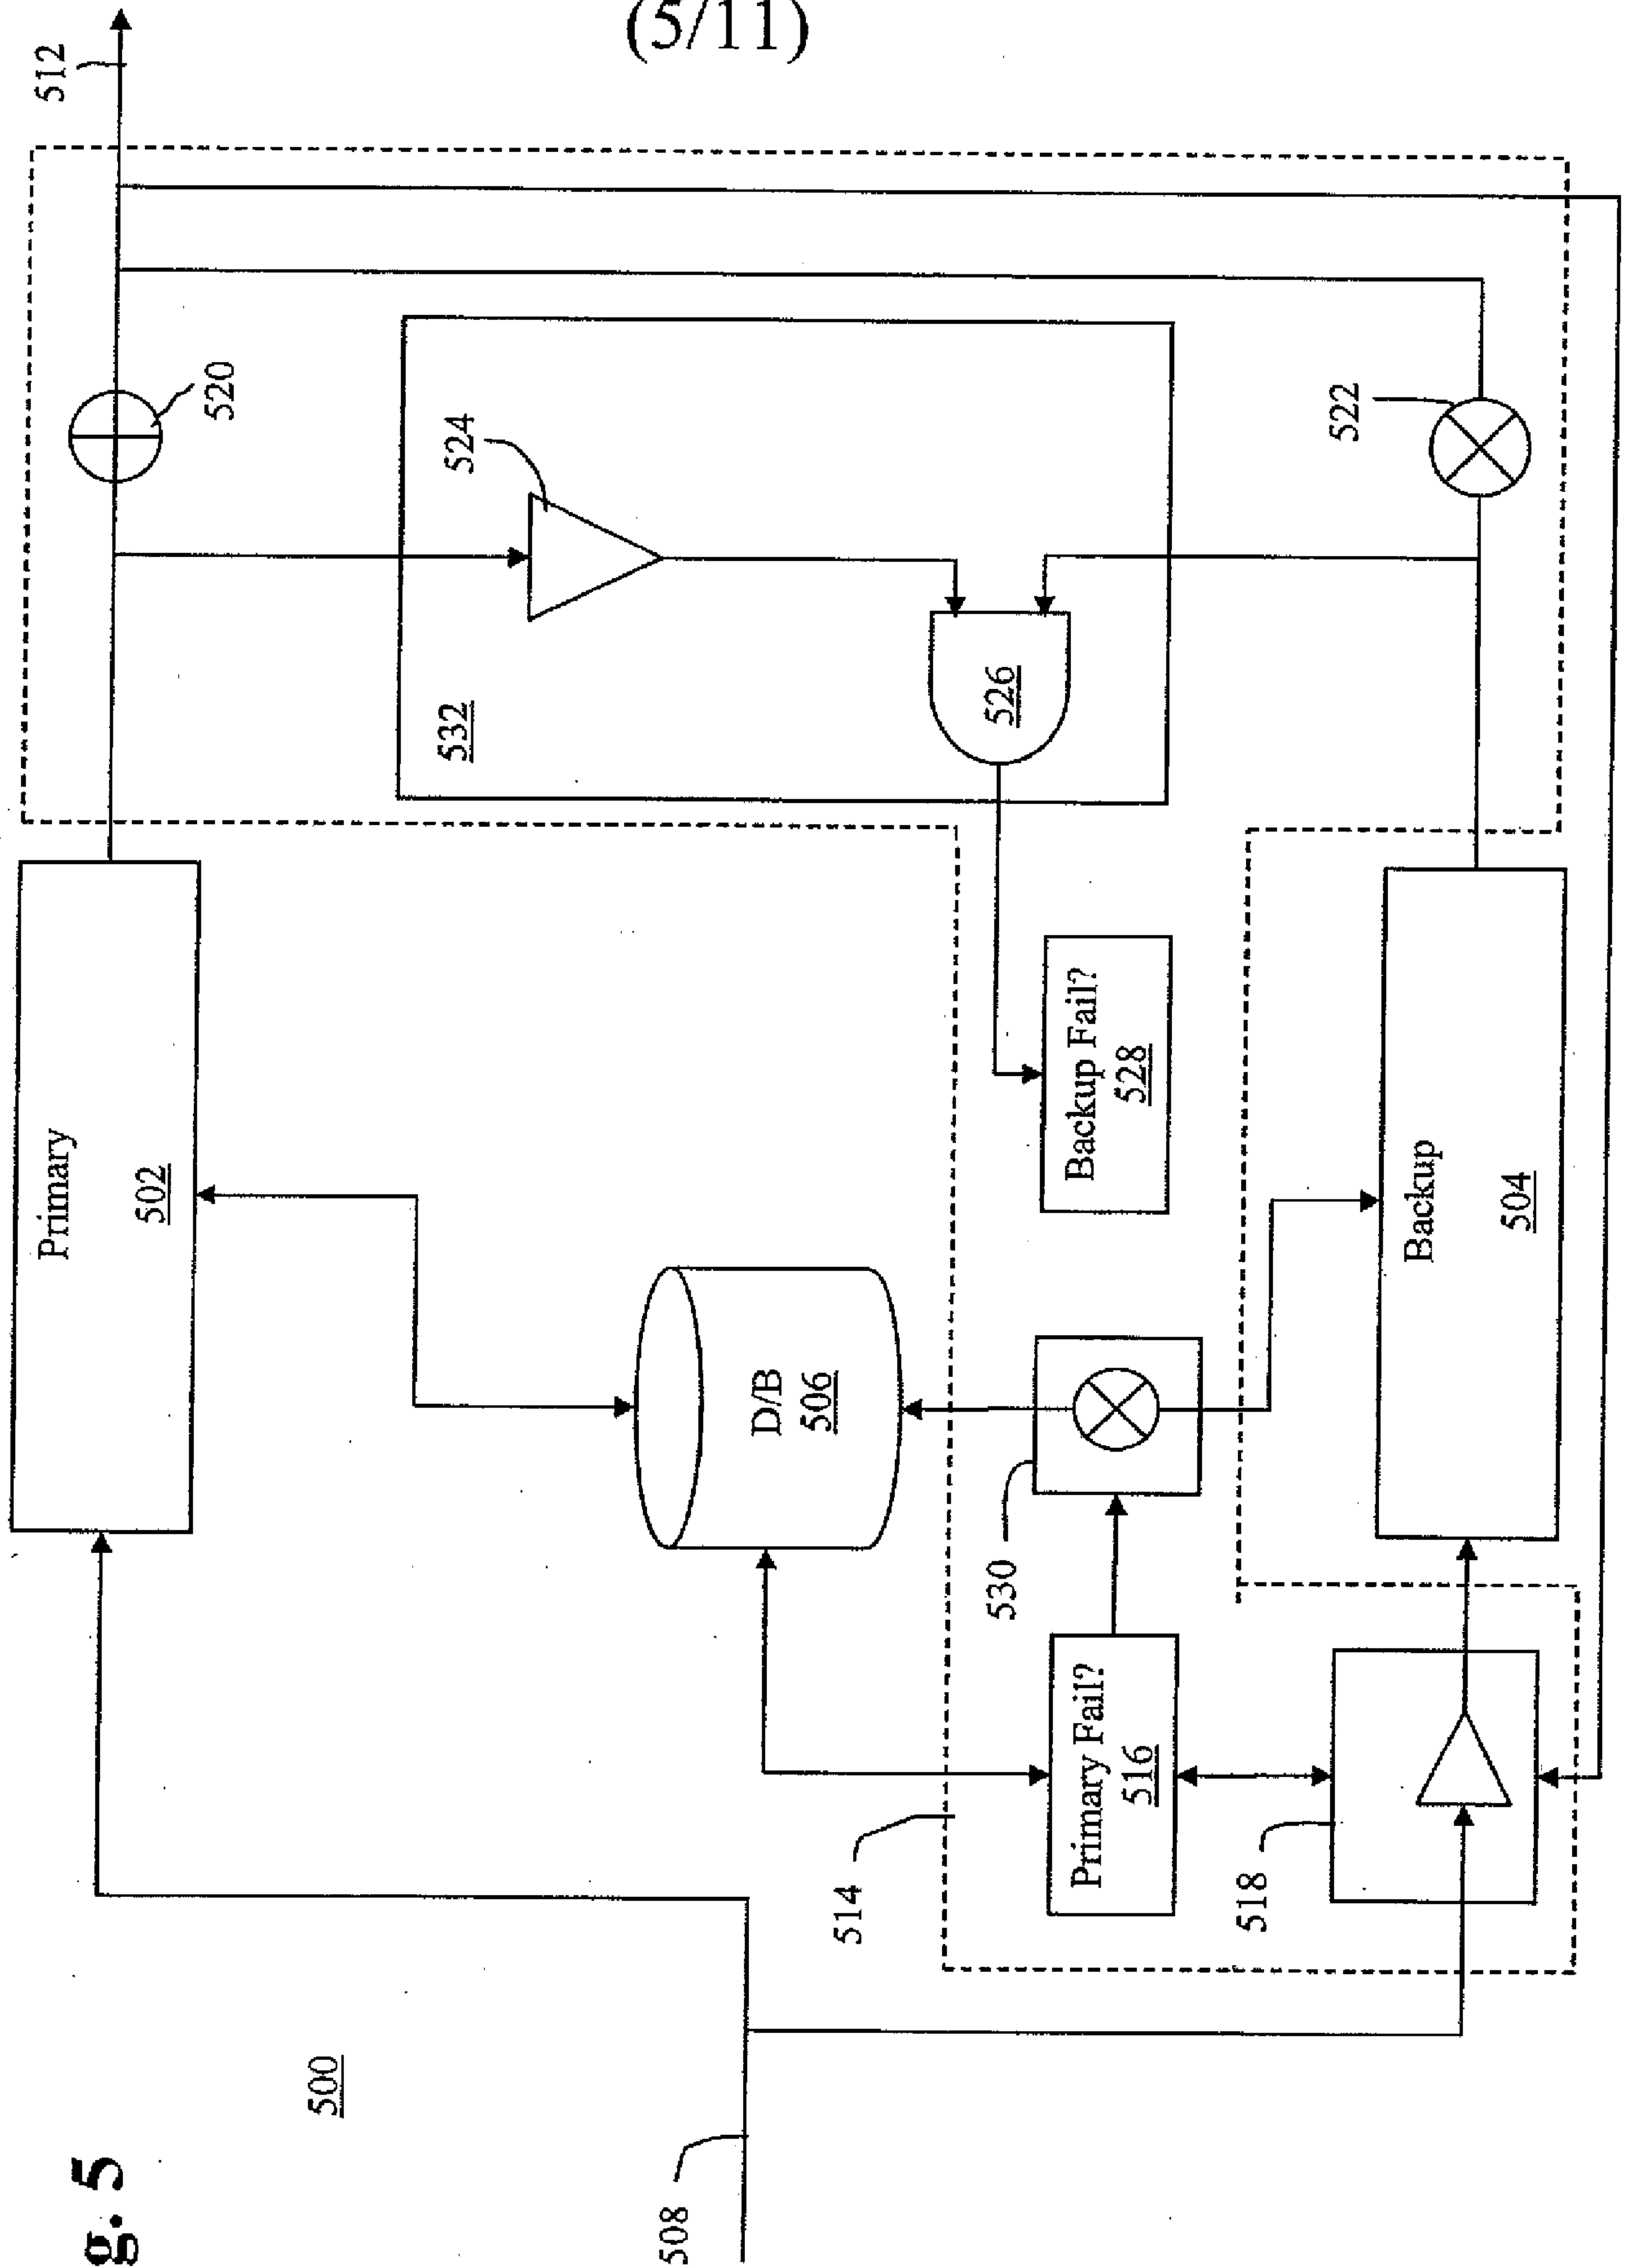 (5/11)
g. 5
500
508
512
Primary
502
520
524
532
526
D/B
506
514
530
Backup Fail?
528
Primary Fail?
516
518
522
Backup
504